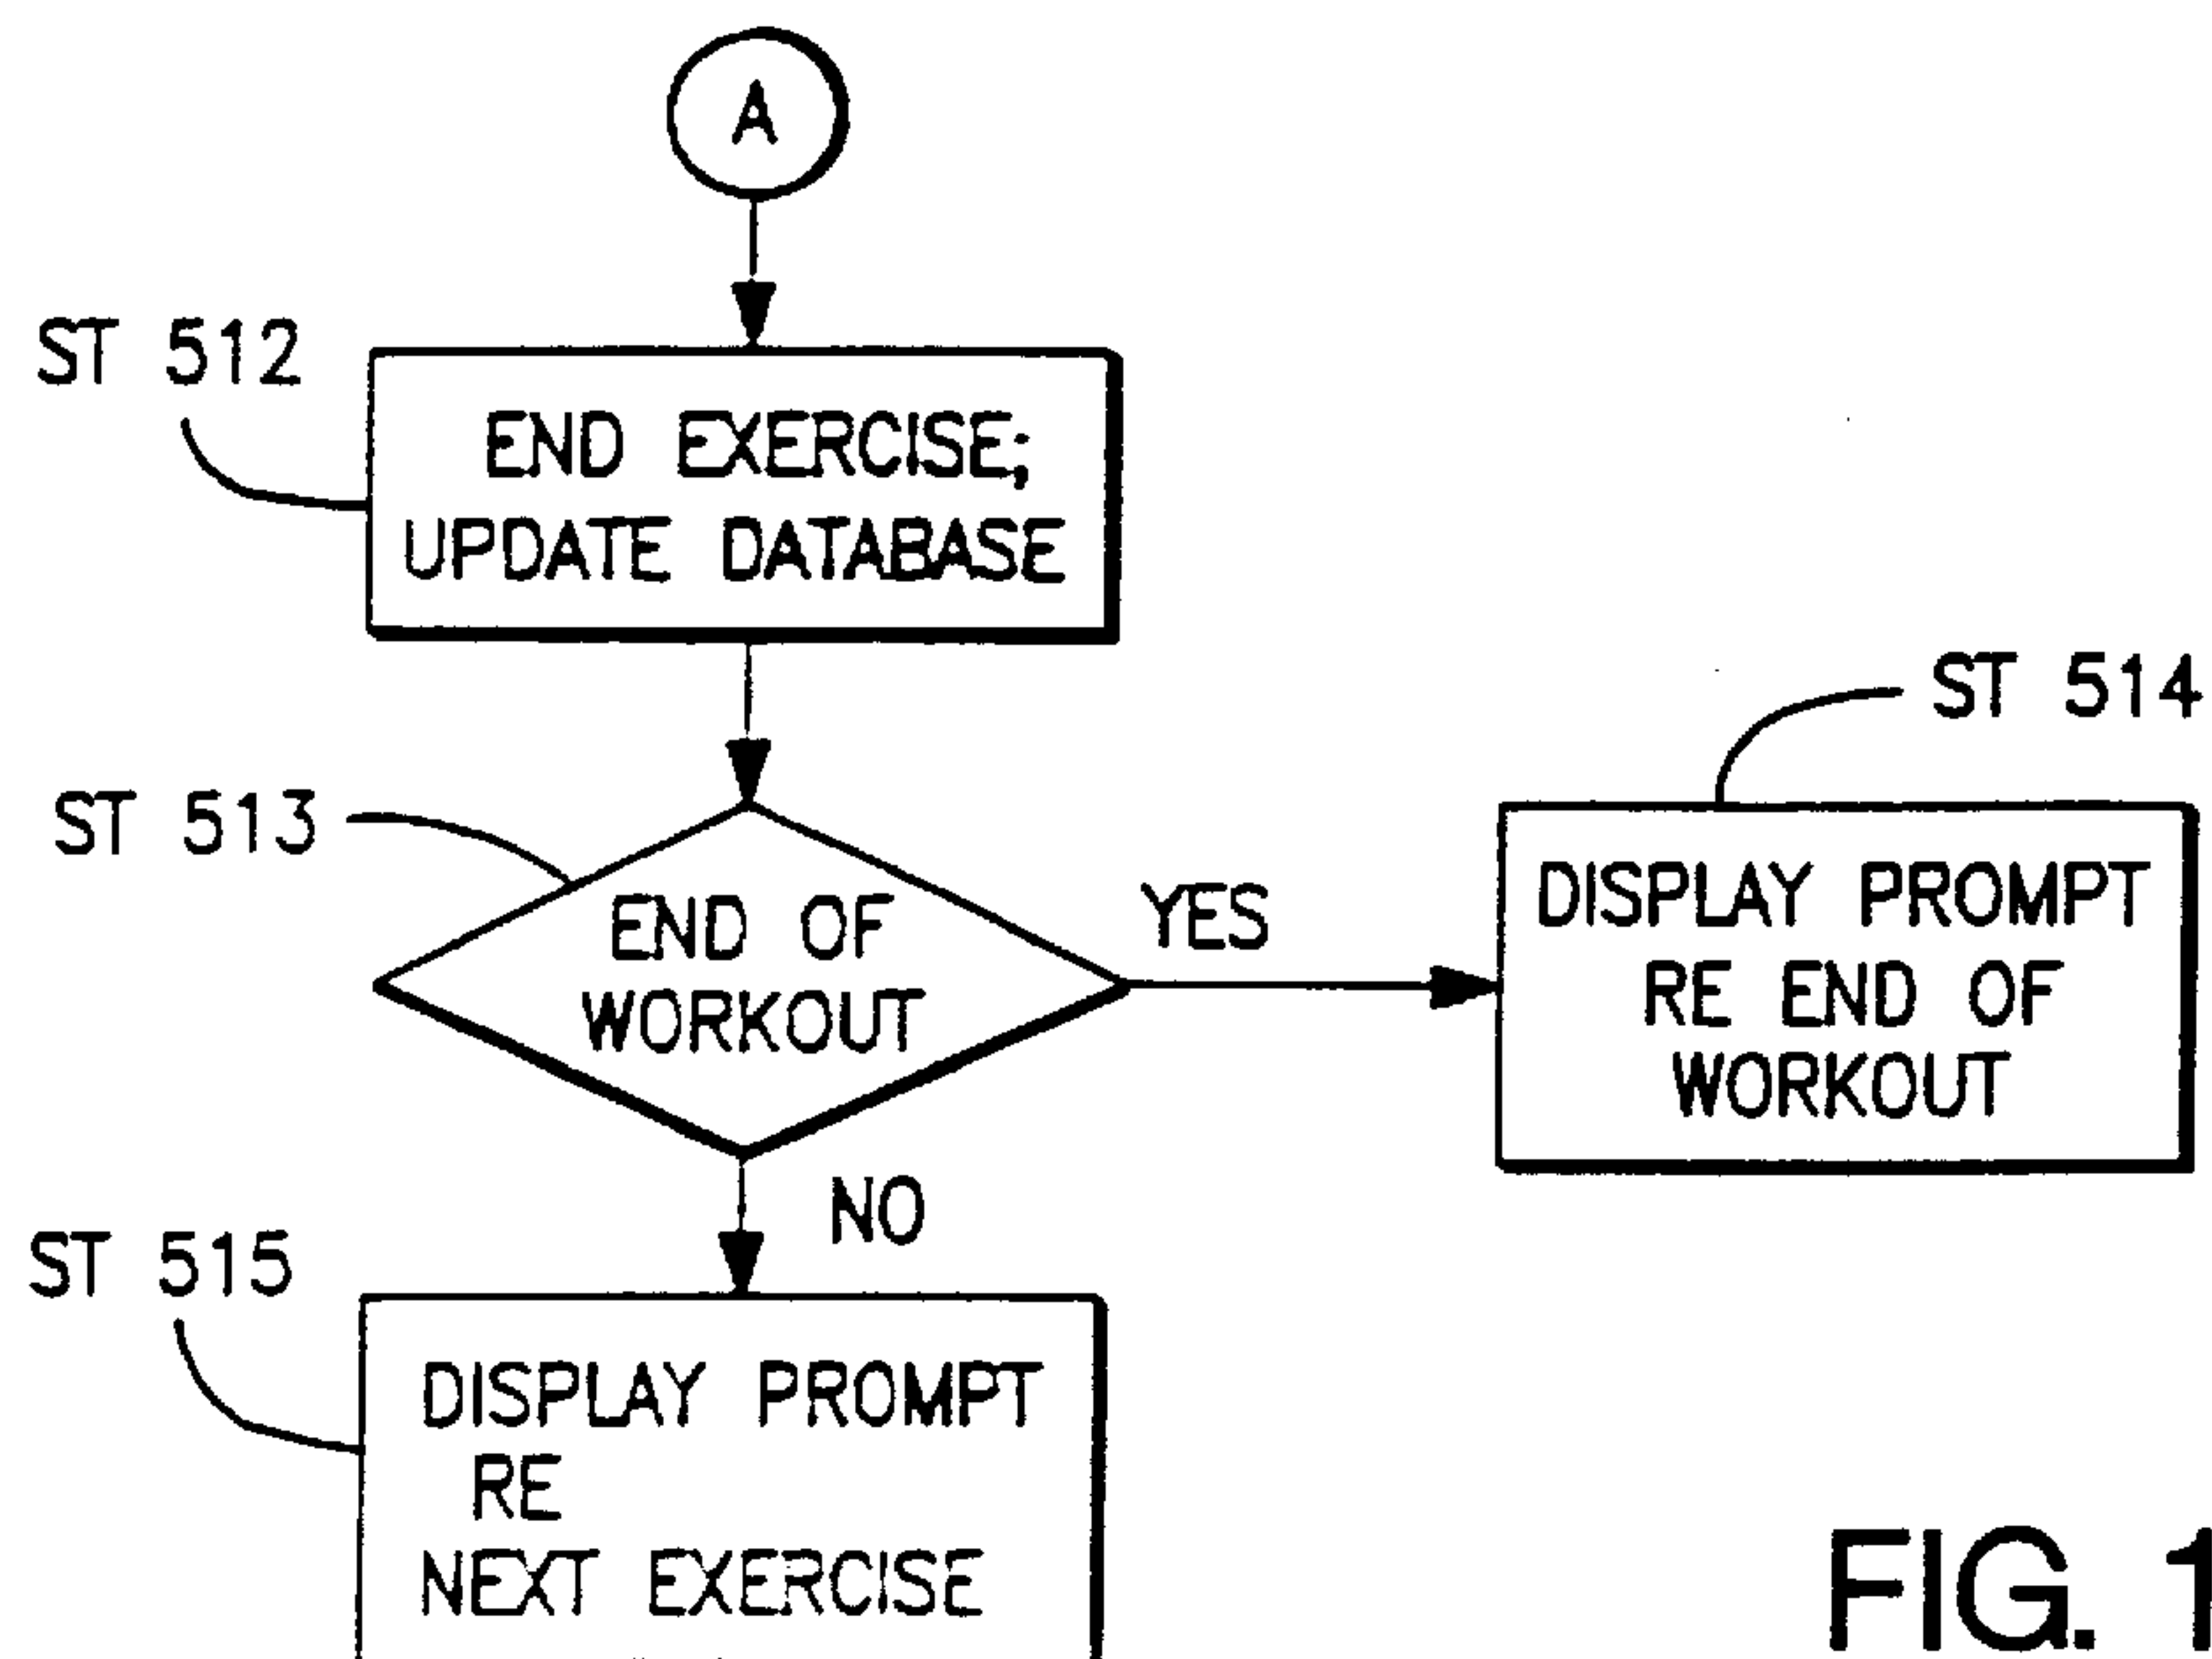 A
ST 512
END EXERCISE;
UPDATE DATABASE
ST 514
ST 513
END OF
WORKOUT
YES
DISPLAY PROMPT
RE END OF
WORKOUT
NO
ST 515
DISPLAY PROMPT
RE
NEXT EXERCISE
FIG. 1